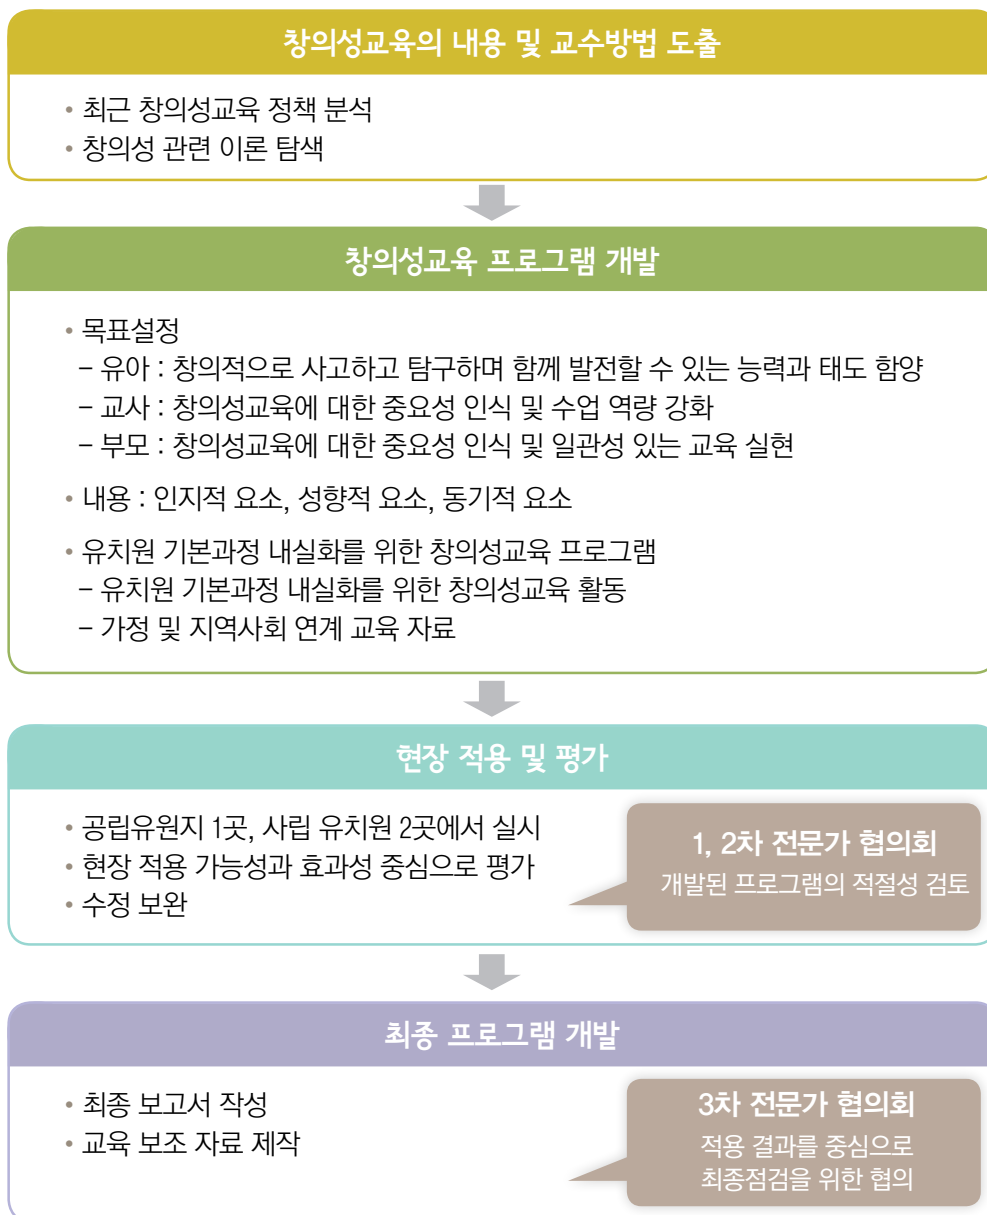 창의성교육의 내용 및 교수방법 도출
• 최근 창의성교육 정책 분석
• 창의성 관련 이론 탐색
창의성교육 프로그램 개발
• 목표설정
– 유아 : 창의적으로 사고하고 탐구하며 함께 발전할 수 있는 능력과 태도 함양
– 교사 : 창의성교육에 대한 중요성 인식 및 수업 역량 강화
– 부모 : 창의성교육에 대한 중요성 인식 및 일관성 있는 교육 실현
• 내용 : 인지적 요소, 성향적 요소, 동기적 요소
• 유치원 기본과정 내실화를 위한 창의성교육 프로그램
– 유치원 기본과정 내실화를 위한 창의성교육 활동
– 가정 및 지역사회 연계 교육 자료
현장 적용 및 평가
• 공립유원지 1곳, 사립 유치원 2곳에서 실시
• 현장 적용 가능성과 효과성 중심으로 평가
• 수정 보완
1, 2차 전문가 협의회
개발된 프로그램의 적절성 검토
최종 프로그램 개발
• 최종 보고서 작성
• 교육 보조 자료 제작
3차 전문가 협의회
적용 결과를 중심으로
최종점검을 위한 협의